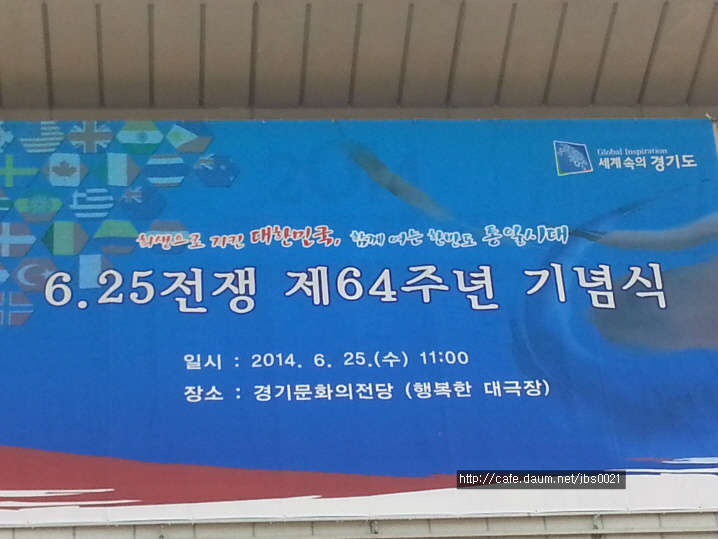 Global Inspiration
세계 속의 경기도
희생으로 지킨 대한민국, 함께 여는 한반도 통일시대
6.25전쟁 제64주년 기념식
일시 : 2014. 6. 25.(수) 11:00
장소 : 경기문화의전당 (행복한 대극장)
http://cafe.daum.net/jbs0021